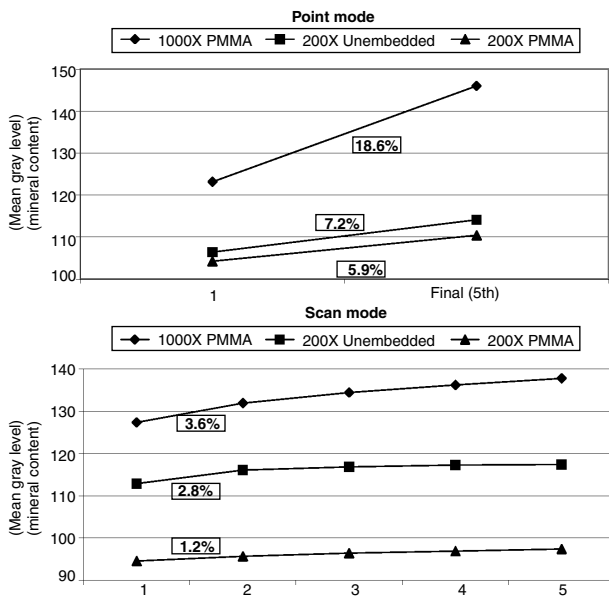 Point mode
1000X PMMA 200X Unembedded 200X PMMA
150
140
130
120
110
100
(Mean gray level)
(mineral content)
18.6%
7.2%
5.9%
1 Final (5th)
Scan mode
1000X PMMA 200X Unembedded 200X PMMA
140
130
120
110
100
90
(Mean gray level)
(mineral content)
3.6%
2.8%
1.2%
1 2 3 4 5